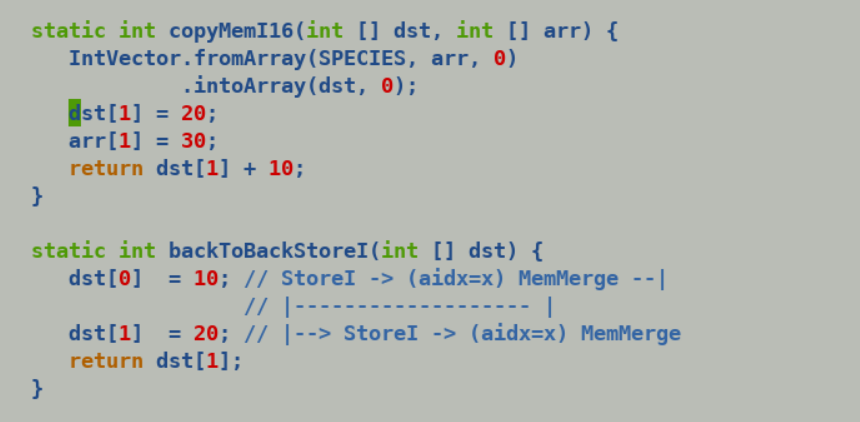 static int copyMemI16(int [] dst, int [] arr) {
   IntVector.fromArray(SPECIES, arr, 0)
            .intoArray(dst, 0);
   dst[1] = 20;
   arr[1] = 30;
   return dst[1] + 10;
}
static int backToBackStoreI(int [] dst) {
   dst[0]  = 10; // StoreI -> (aidx=x) MemMerge --|
                 // |------------------- |
   dst[1]  = 20; // |--> StoreI -> (aidx=x) MemMerge
   return dst[1];
}